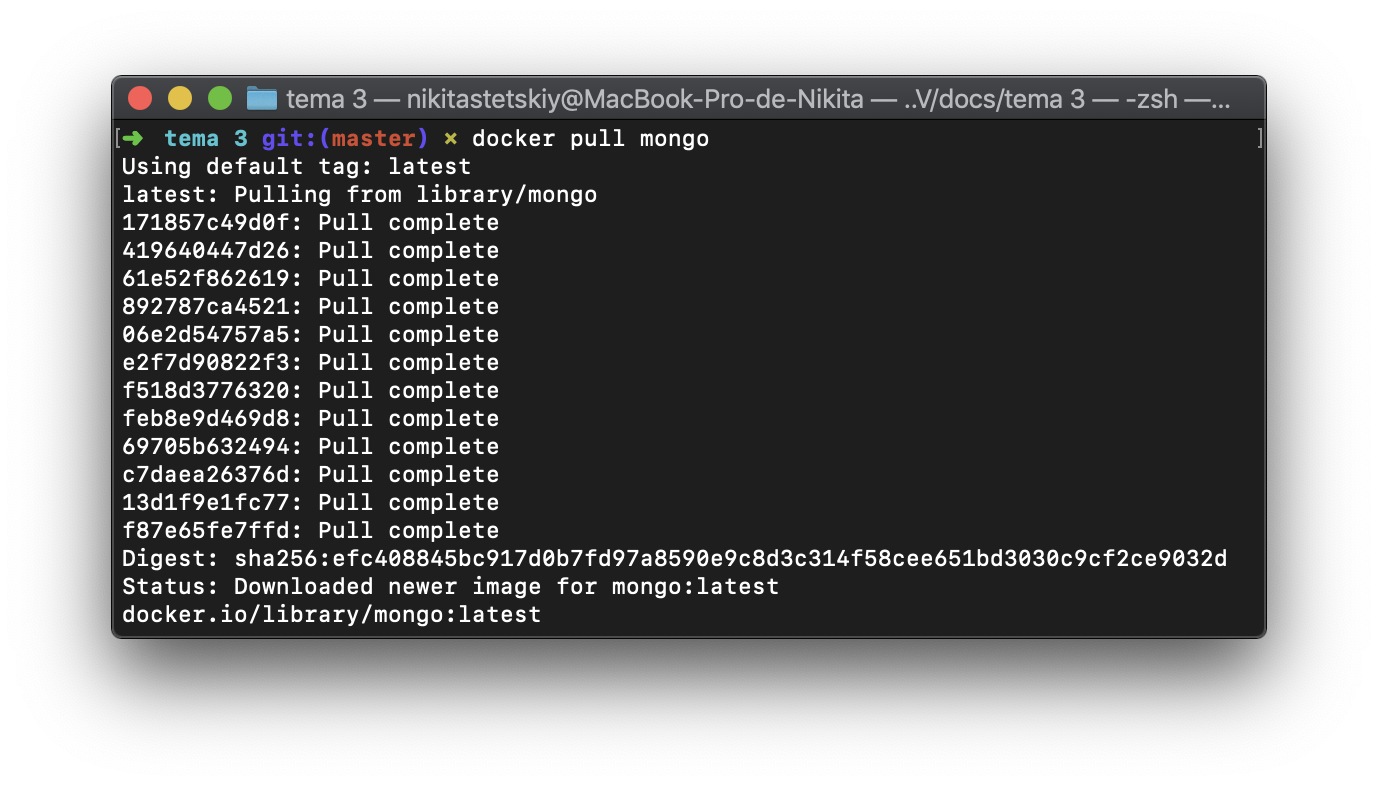 tema 3 — nikitastetskiy@MacBook-Pro-de-Nikita — ..V/docs/tema 3 — -zsh —...
[➜ tema 3 git:(master) × docker pull mongo ]
Using default tag: latest
latest: Pulling from library/mongo
171857c49d0f: Pull complete
419640447d26: Pull complete
61e52f862619: Pull complete
892787ca4521: Pull complete
06e2d54757a5: Pull complete
e2f7d90822f3: Pull complete
f518d3776320: Pull complete
feb8e9d469d8: Pull complete
69705b632494: Pull complete
c7daea26376d: Pull complete
13d1f9e1fc77: Pull complete
f87e65fe7ffd: Pull complete
Digest: sha256:efc408845bc917d0b7fd97a8590e9c8d3c314f58cee651bd3030c9cf2ce9032d
Status: Downloaded newer image for mongo:latest
docker.io/library/mongo:latest